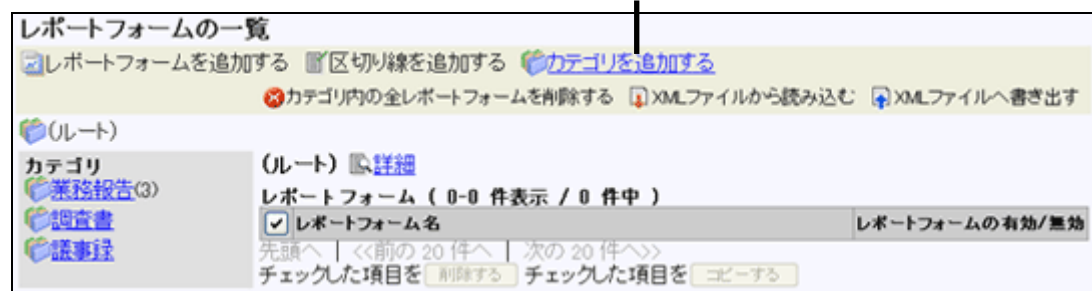 レポートフォームの一覧
レポートフォームを追加する 区切り線を追加する カテゴリを追加する
カテゴリ内の全レポートフォームを削除する XMLファイルから読み込む XMLファイルへ書き出す
(ルート)
カテゴリ
業務報告(3)
調査書
議事録
(ルート) 詳細
レポートフォーム ( 0-0 件表示 / 0 件中 )
レポートフォーム名 レポートフォームの有効/無効
先頭へ | <<前の 20 件へ | 次の 20 件へ>>
チェックした項目を 削除する チェックした項目を コピーする